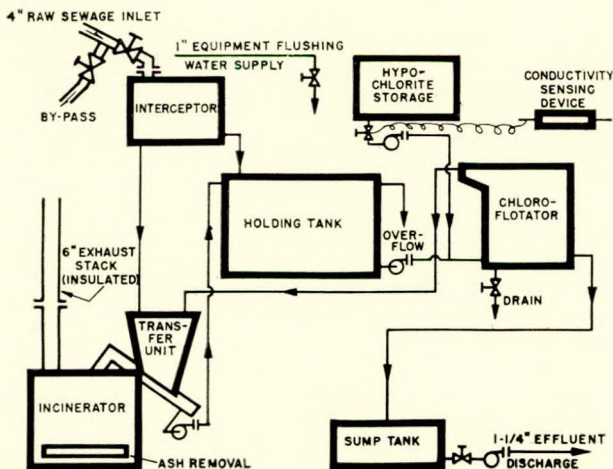 4" RAW SEWAGE INLET
1" EQUIPMENT FLUSHING
WATER SUPPLY
BY-PASS
INTERCEPTOR
HYPO-
CHLORITE
STORAGE
CONDUCTIVITY
SENSING
DEVICE
HOLDING TANK
OVER-
FLOW
CHLORO-
FLOTATOR
DRAIN
6" EXHAUST
STACK
(INSULATED)
TRANS-
FER
UNIT
INCINERATOR
ASH REMOVAL
SUMP TANK
1-1/4" EFFLUENT
DISCHARGE